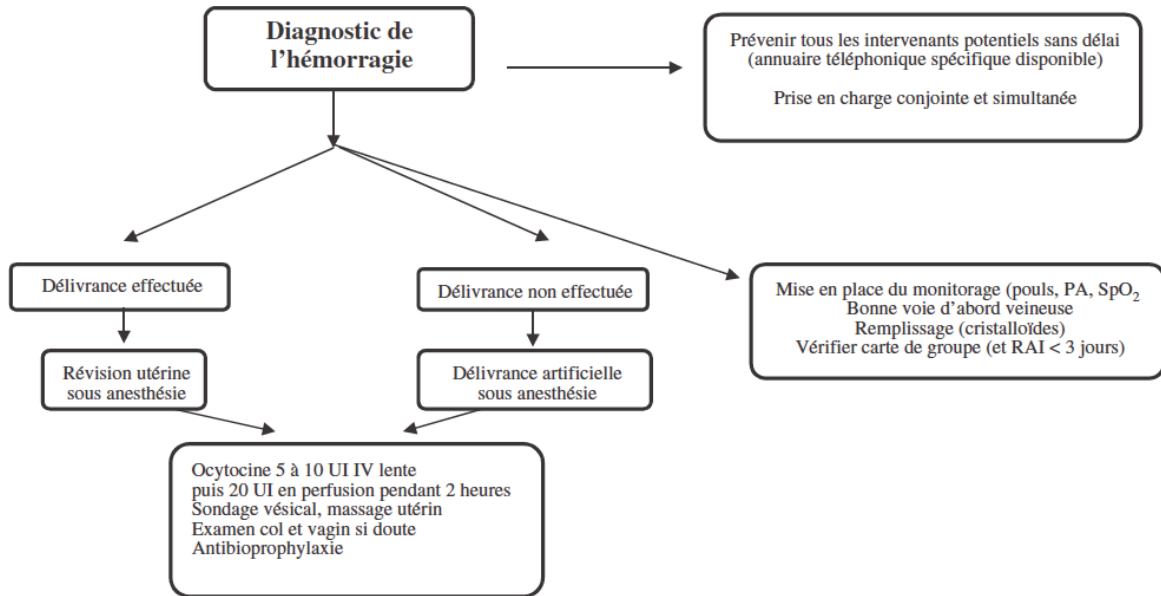 Diagnostic de
l'hémorragie
Prévenir tous les intervenants potentiels sans délai
(annuaire téléphonique spécifique disponible)
Prise en charge conjointe et simultanée
Délivrance effectuée
Délivrance non effectuée
Mise en place du monitorage (pouls, PA, SpO₂
Bonne voie d'abord veineuse
Remplissage (cristalloïdes)
Vérifier carte de groupe (et RAI < 3 jours)
Révision utérine
sous anesthésie
Délivrance artificielle
sous anesthésie
Ocytocine 5 à 10 UI IV lente
puis 20 UI en perfusion pendant 2 heures
Sondage vésical, massage utérin
Examen col et vagin si doute
Antibioprophylaxie